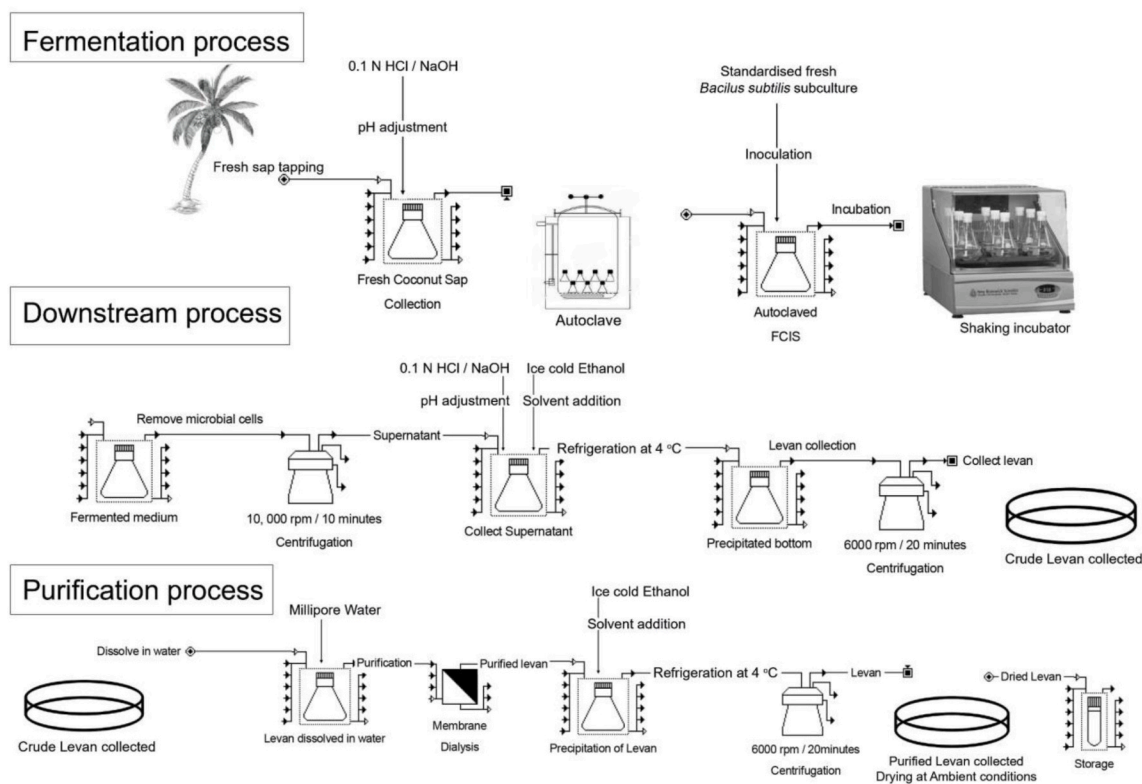 Fermentation process
0.1 N HCl / NaOH
Standardised fresh
Bacilus subtilis subculture
pH adjustment
Inoculation
Fresh sap tapping
Incubation
Fresh Coconut Sap
Collection
Autoclave
Autoclaved
FCIS
Shaking incubator
Downstream process
0.1 N HCl / NaOH
Ice cold Ethanol
pH adjustment
Solvent addition
Remove microbial cells
Supernatant
Refrigeration at 4 °C
Levan collection
Collect levan
Fermented medium
10, 000 rpm / 10 minutes
Centrifugation
Collect Supernatant
Precipitated bottom
6000 rpm / 20 minutes
Centrifugation
Crude Levan collected
Purification process
Millipore Water
Ice cold Ethanol
Solvent addition
Dissolve in water
Purification
Purified levan
Refrigeration at 4 °C
Levan
Dried Levan
Crude Levan collected
Levan dissolved in water
Membrane
Dialysis
Precipitation of Levan
6000 rpm / 20minutes
Centrifugation
Purified Levan collected
Drying at Ambient conditions
Storage